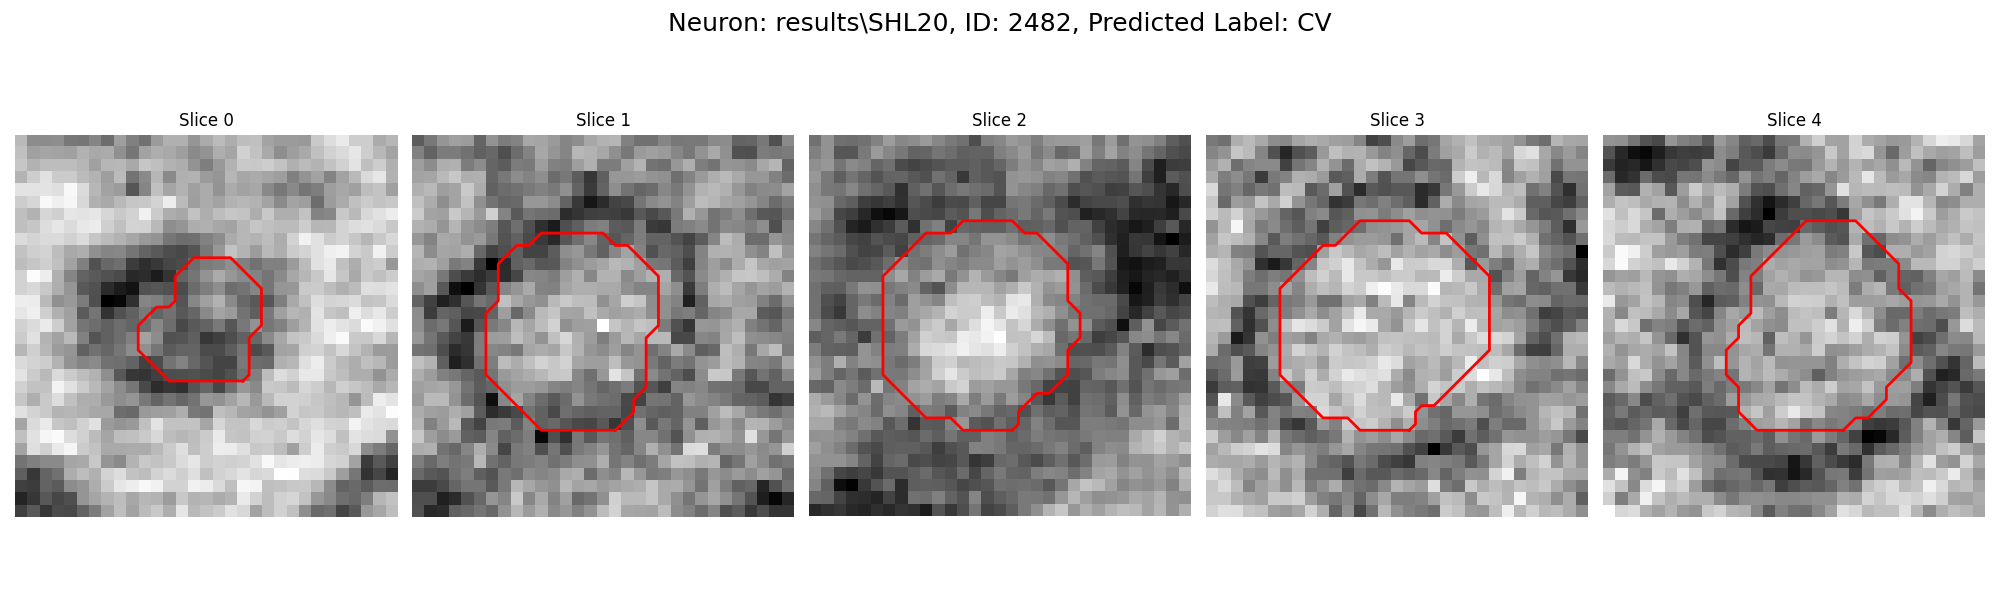 Neuron: results\SHL20, ID: 2482, Predicted Label: CV
Slice 0
Slice 1
Slice 2
Slice 3
Slice 4